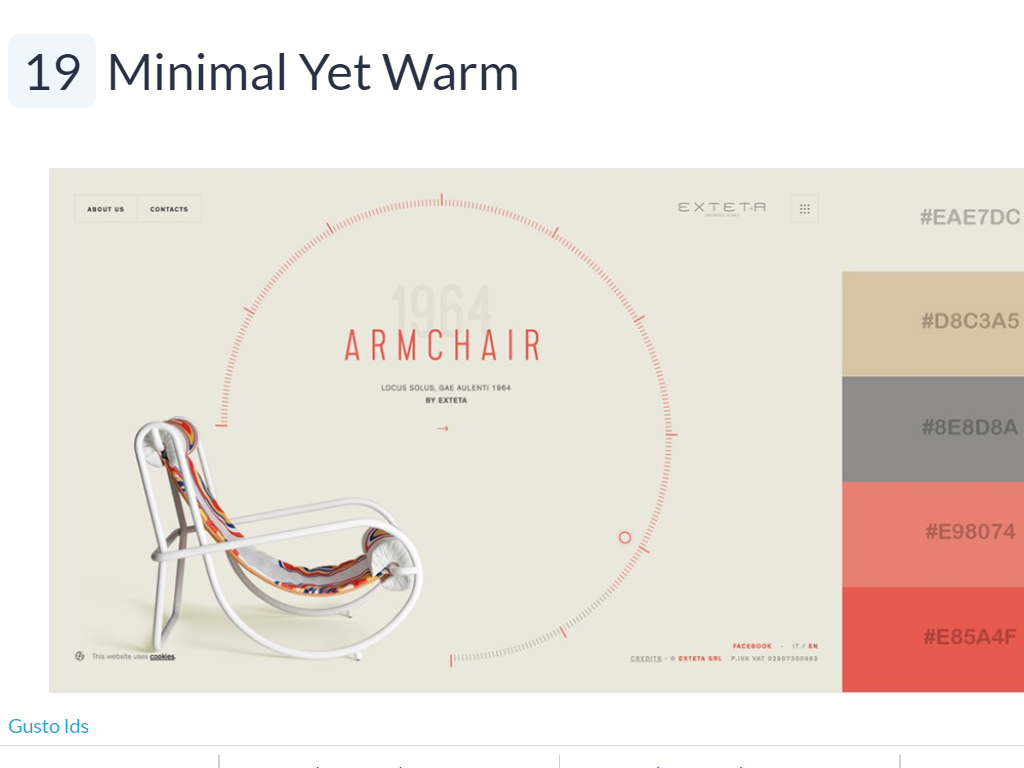 19 Minimal Yet Warm
ABOUT US
CONTACTS
EXTETA
1964
ARMCHAIR
LOCUS SOLUS, GAE AULENTI 1964
BY EXTETA
→
This website uses cookies.
FACEBOOK - IT / EN
CREDITS - © EXTETA SRL P.IVA VAT 02907300962
#EAE7DC
#D8C3A5
#8E8D8A
#E98074
#E85A4F
Gusto Ids